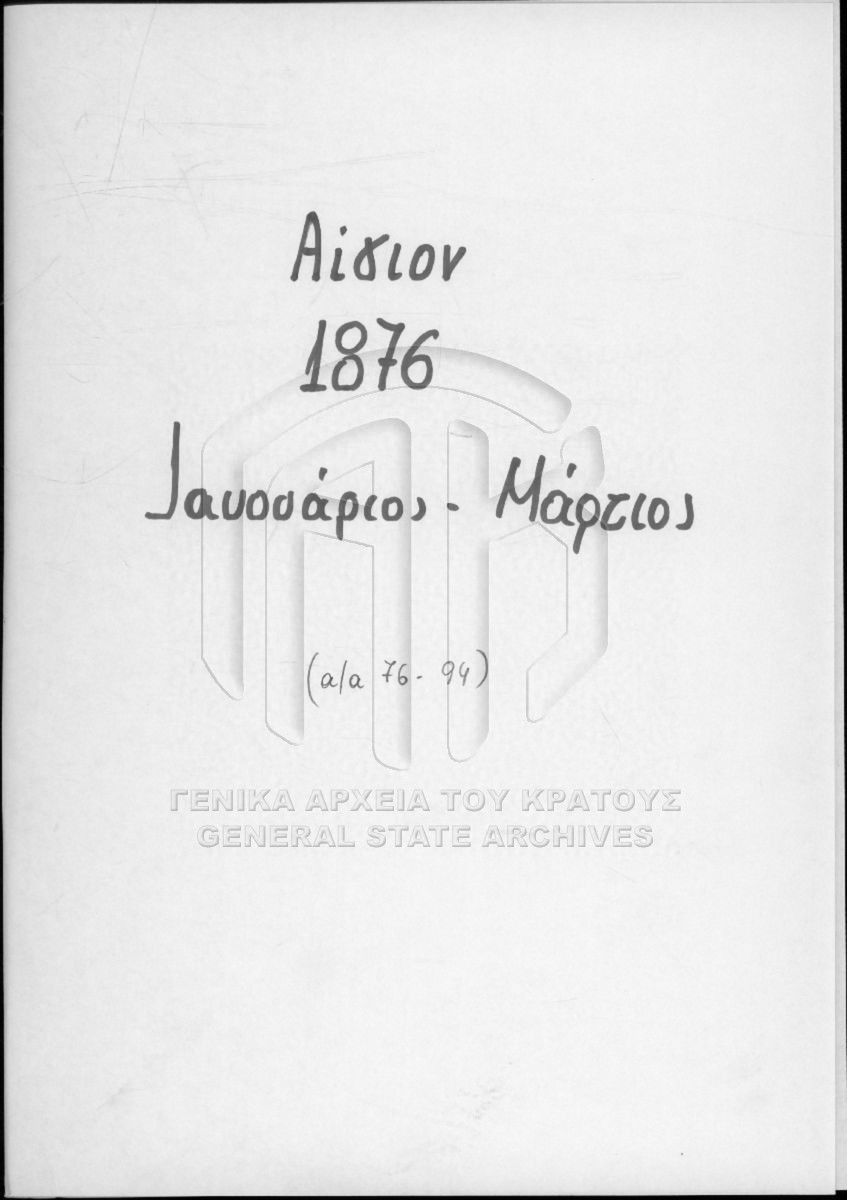 Αίγιον
1876
Ιανουάριος - Μάρτιος
(α/α 76 - 94)
ΓΕΝΙΚΑ ΑΡΧΕΙΑ ΤΟΥ ΚΡΑΤΟΥΣ
GENERAL STATE ARCHIVES